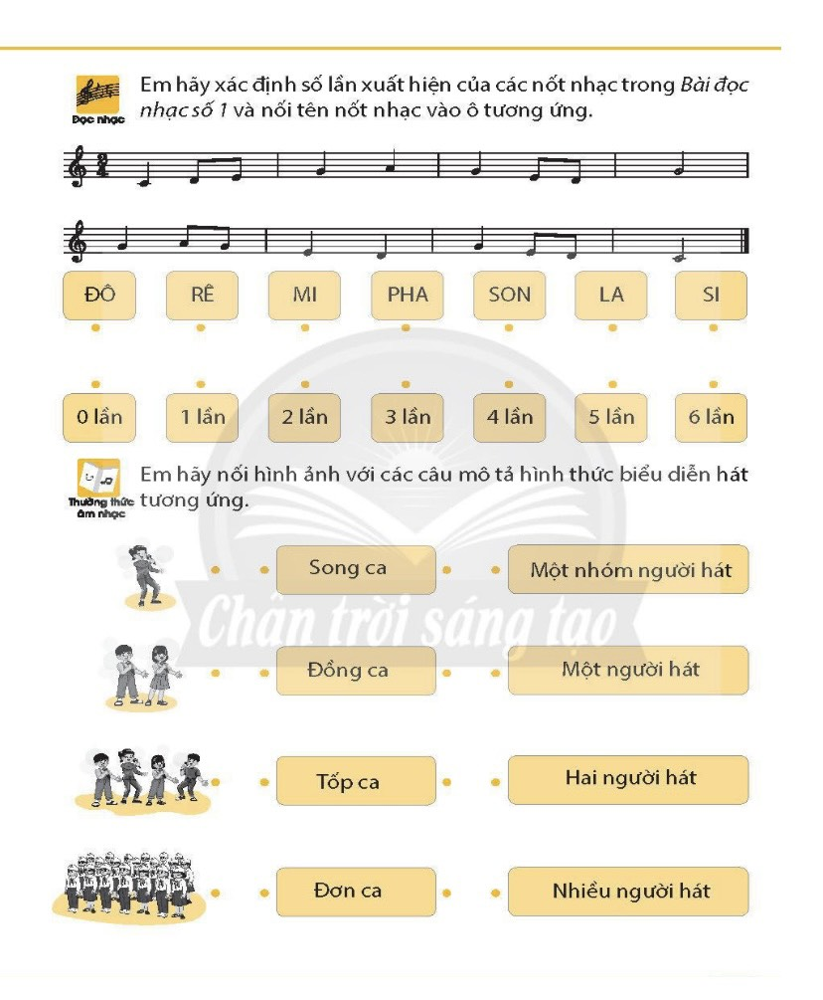 Em hãy xác định số lần xuất hiện của các nốt nhạc trong Bài đọc
nhạc số 1 và nối tên nốt nhạc vào ô tương ứng.
Đọc nhạc
2
4
ĐÔ RÊ MI PHA SON LA SI
0 lần 1 lần 2 lần 3 lần 4 lần 5 lần 6 lần
Em hãy nối hình ảnh với các câu mô tả hình thức biểu diễn hát
tương ứng.
Thưởng thức
âm nhạc
Song ca Một nhóm người hát
Chân trời sáng tạo
Đồng ca Một người hát
Tốp ca Hai người hát
Đơn ca Nhiều người hát